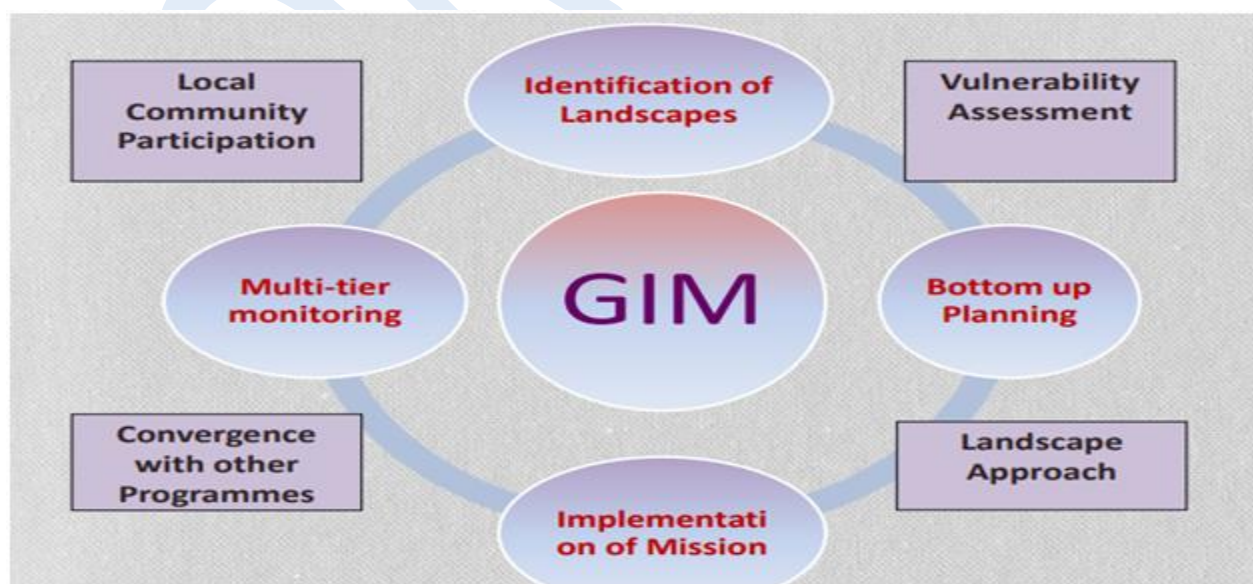 Local
Community
Participation
Identification of
Landscapes
Vulnerability
Assessment
Multi-tier
monitoring
GIM
Bottom up
Planning
Convergence
with other
Programmes
Implementati
on of Mission
Landscape
Approach